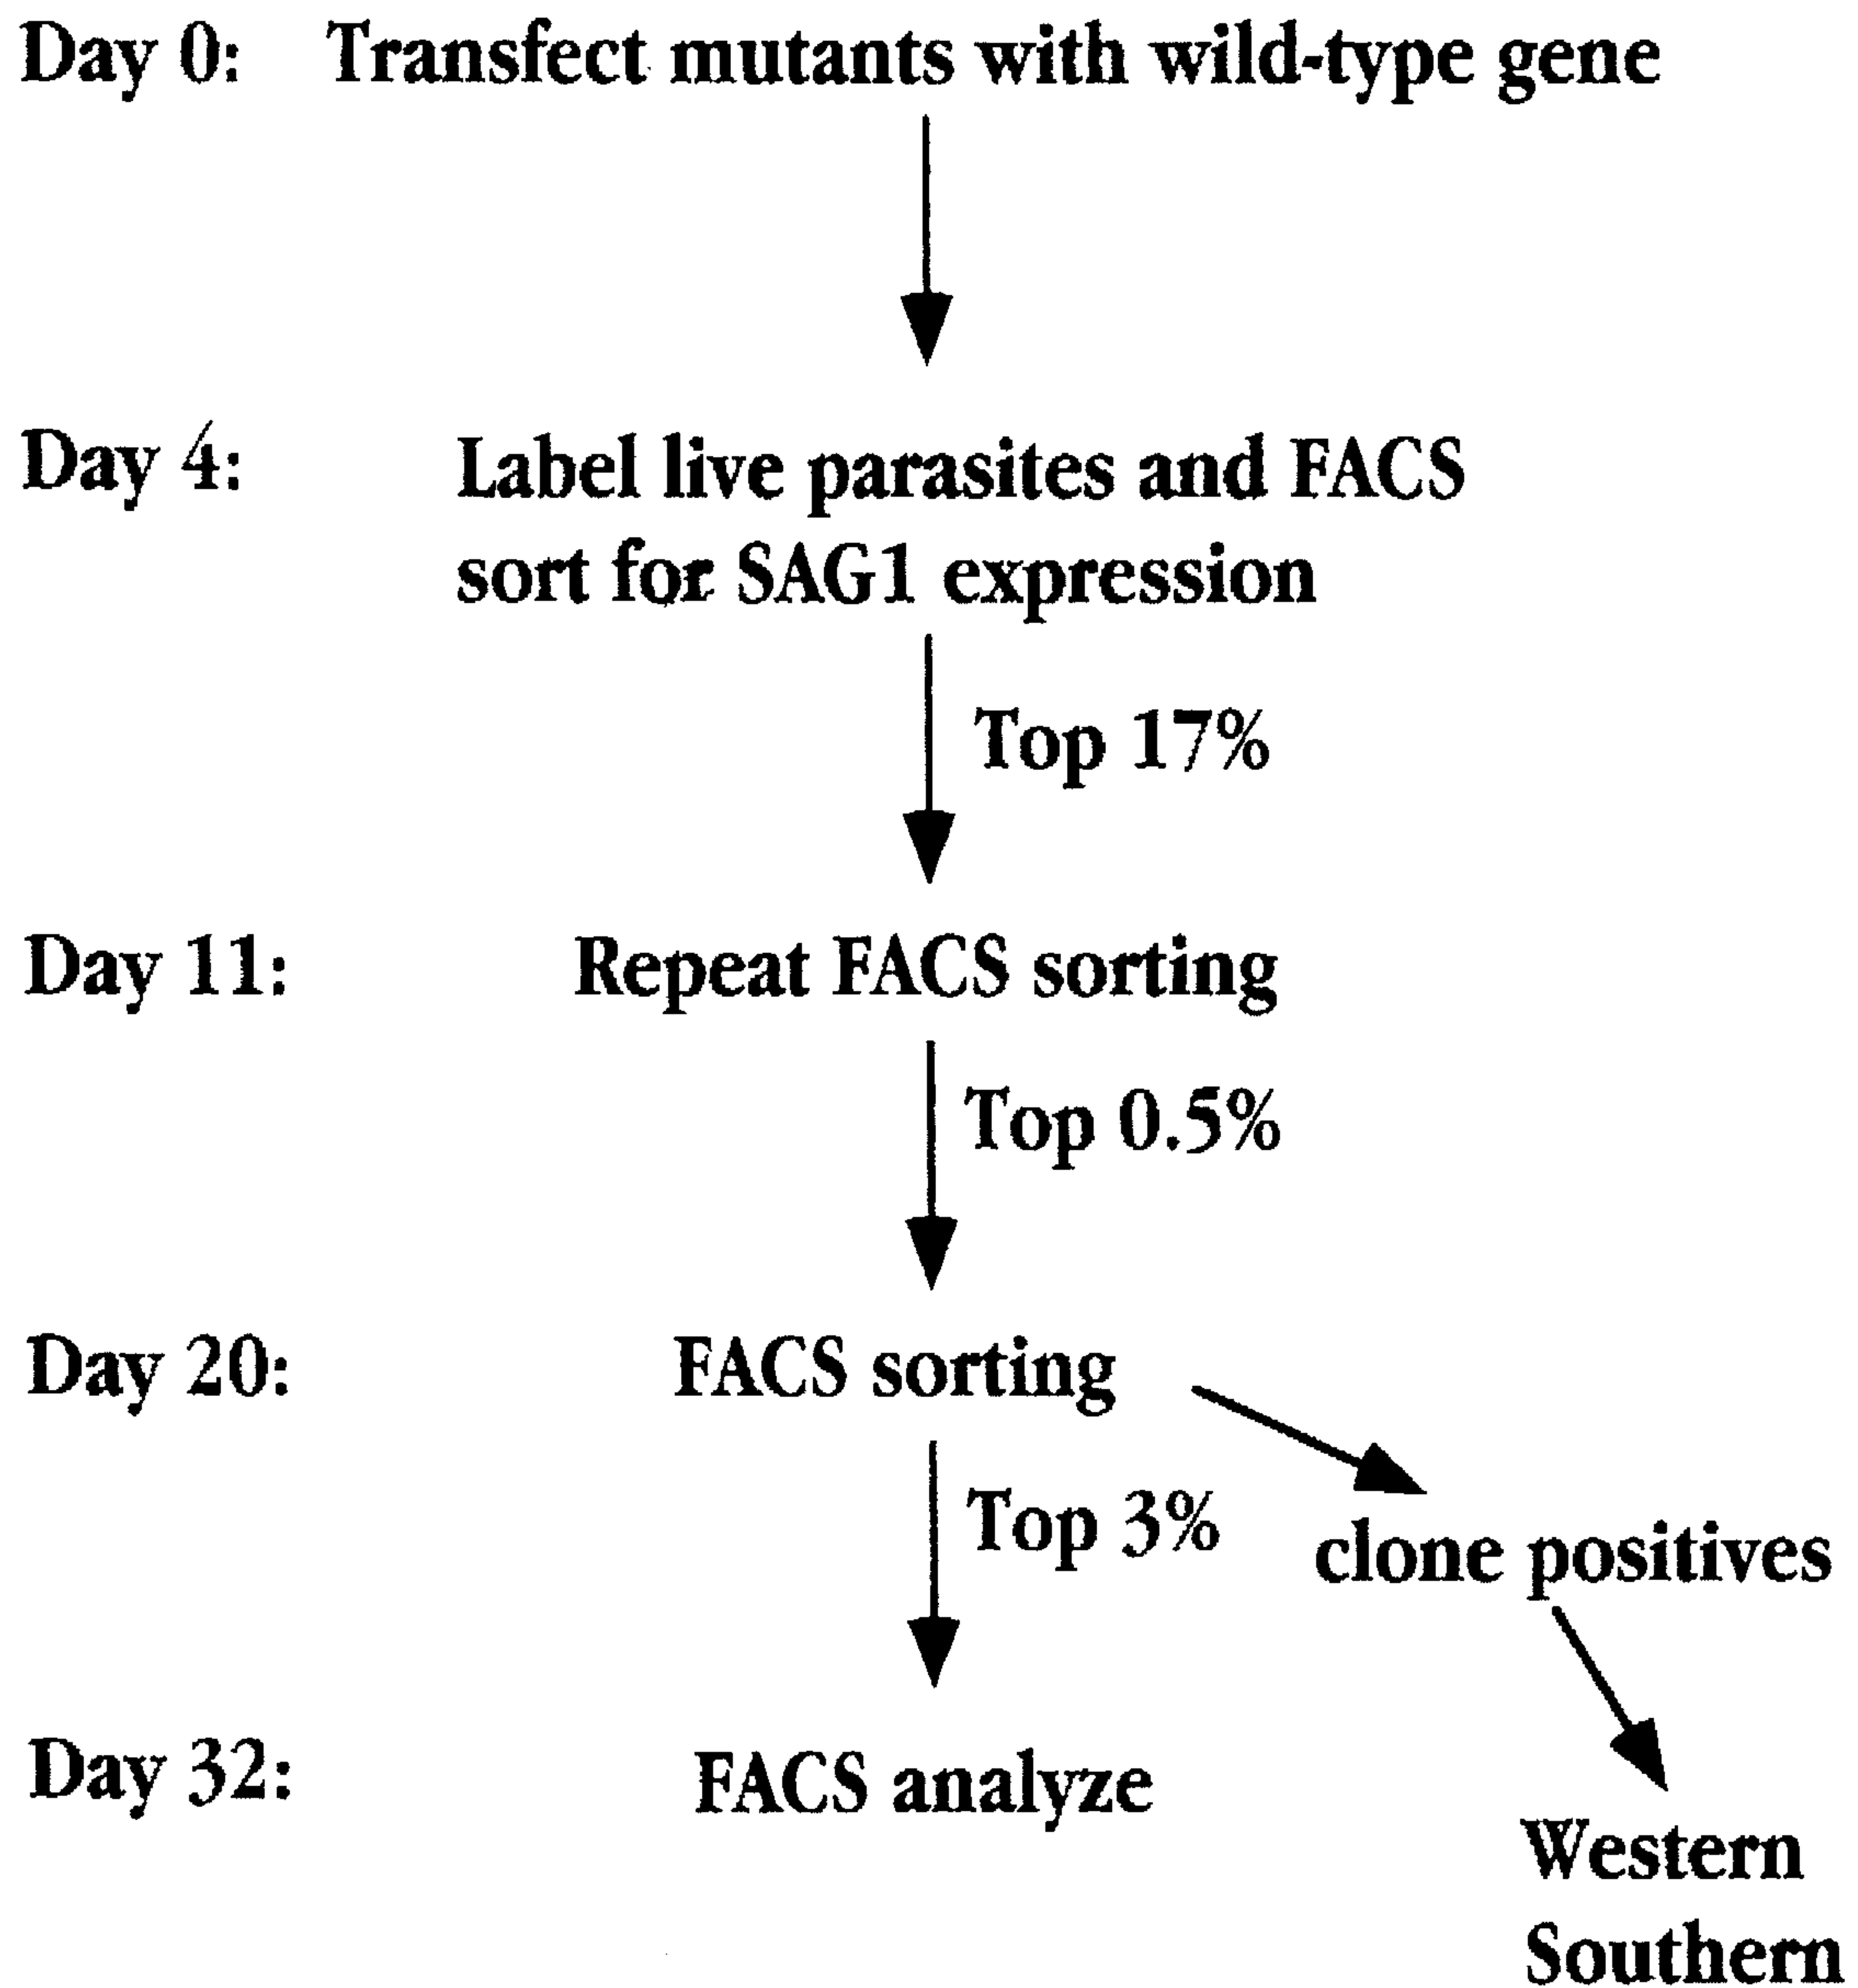 Day 0: Transfect mutants with wild-type gene
Day 4: Label live parasites and FACS
sort for SAG1 expression
Top 17%
Day 11: Repeat FACS sorting
Top 0.5%
Day 20: FACS sorting
Top 3%
clone positives
Day 32: FACS analyze
Western
Southern